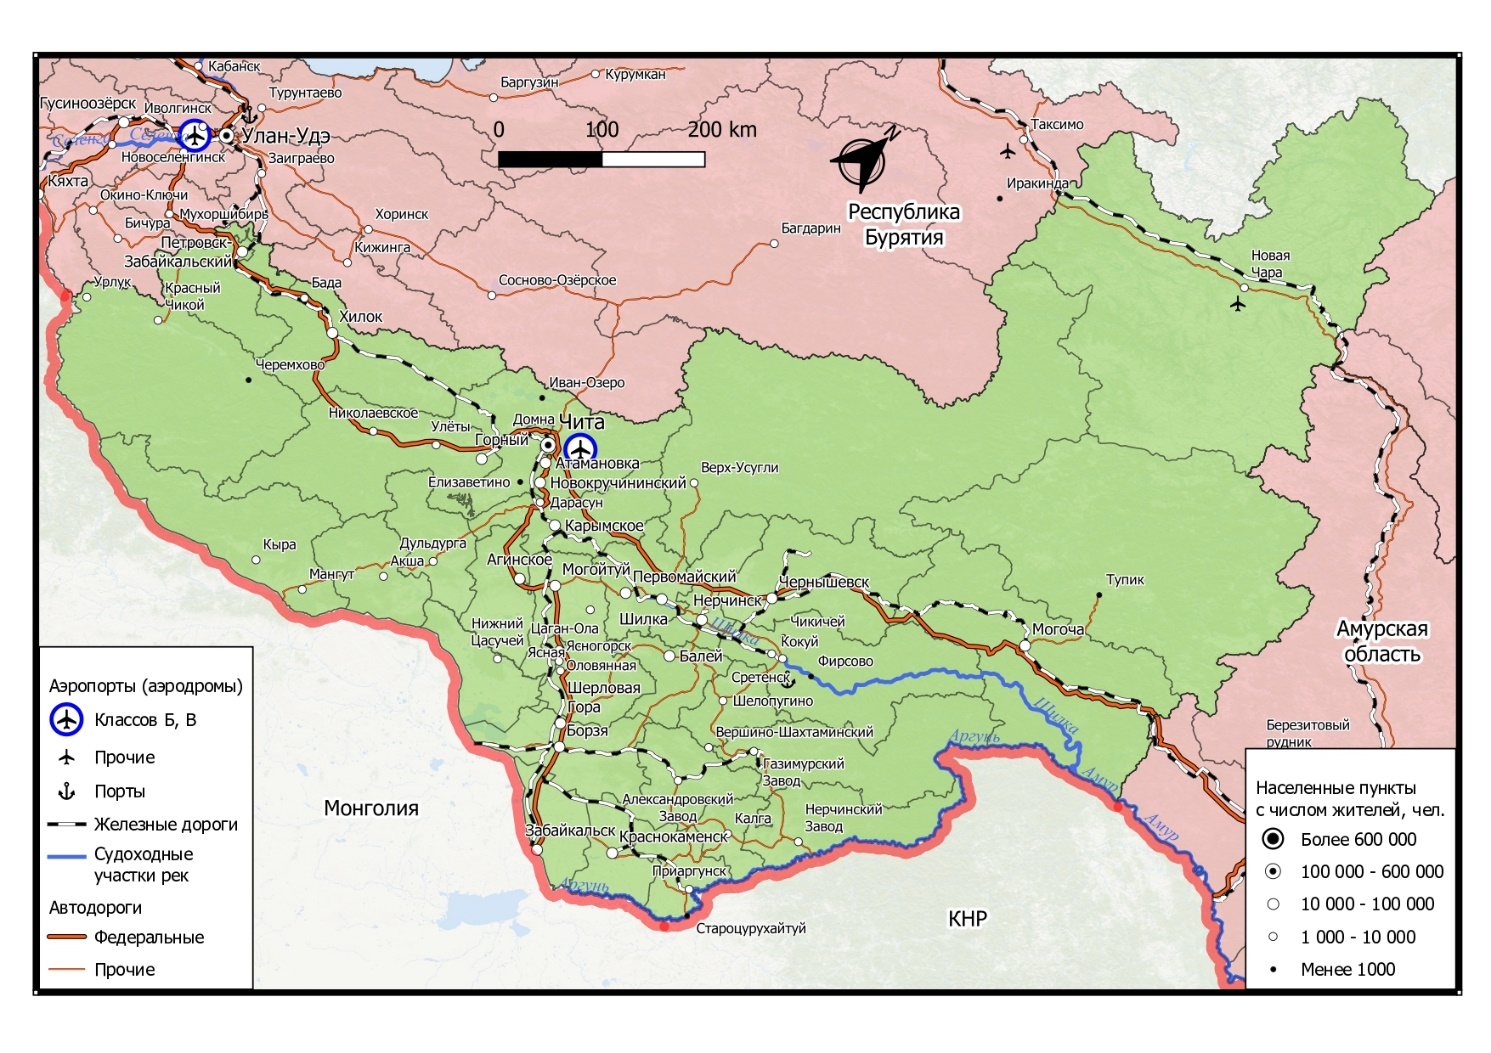 Кабанск
Баргузин
Курумкан
Гусиноозёрск
Иволгинск
Турунтаево
Селенга
Селенга
Улан-Удэ
Новоселенгинск
Заиграево
0 100 200 km
N
Таксимо
Иракинда
Кяхта
Окино-Ключи
Мухоршибирь
Бичура
Хоринск
Кижинга
Багдарин
Республика
Бурятия
Петровск-
Забайкальский
Урлук
Красный
Чикой
Бада
Хилок
Сосново-Озёрское
Новая
Чара
Черемхово
Иван-Озеро
Николаевское
Улёты
Домна
Чита
Горный
Атамановка
Елизаветино
Новокручининский
Дарасун
Верх-Усугли
Карымское
Кыра
Дульдурга
Акша
Мангут
Агинское
Могойтуй
Первомайский
Чернышевск
Нерчинск
Тупик
Шилка
Шилка
Чикичей
Кокуй
Нижний
Цасучей
Цаган-Ола
Ясногорск
Ясная
Оловянная
Балей
Фирсово
Сретенск
Могоча
Амурская
область
Шерловая
Гора
Шелопугино
Борзя
Вершино-Шахтаминский
Шилка
Аргунь
Газимурский
Завод
Амур
Амур
Березитовый
рудник
Монголия
Александровский
Завод
Калга
Нерчинский
Завод
Забайкальск
Краснокаменск
Приаргунск
Аргунь
Староцурухайтуй
КНР
Аэропорты (аэродромы)
Классов Б, В
Прочие
Порты
Железные дороги
Судоходные
участки рек
Автодороги
Федеральные
Прочие
Населенные пункты
с числом жителей, чел.
Более 600 000
100 000 - 600 000
10 000 - 100 000
1 000 - 10 000
Менее 1000